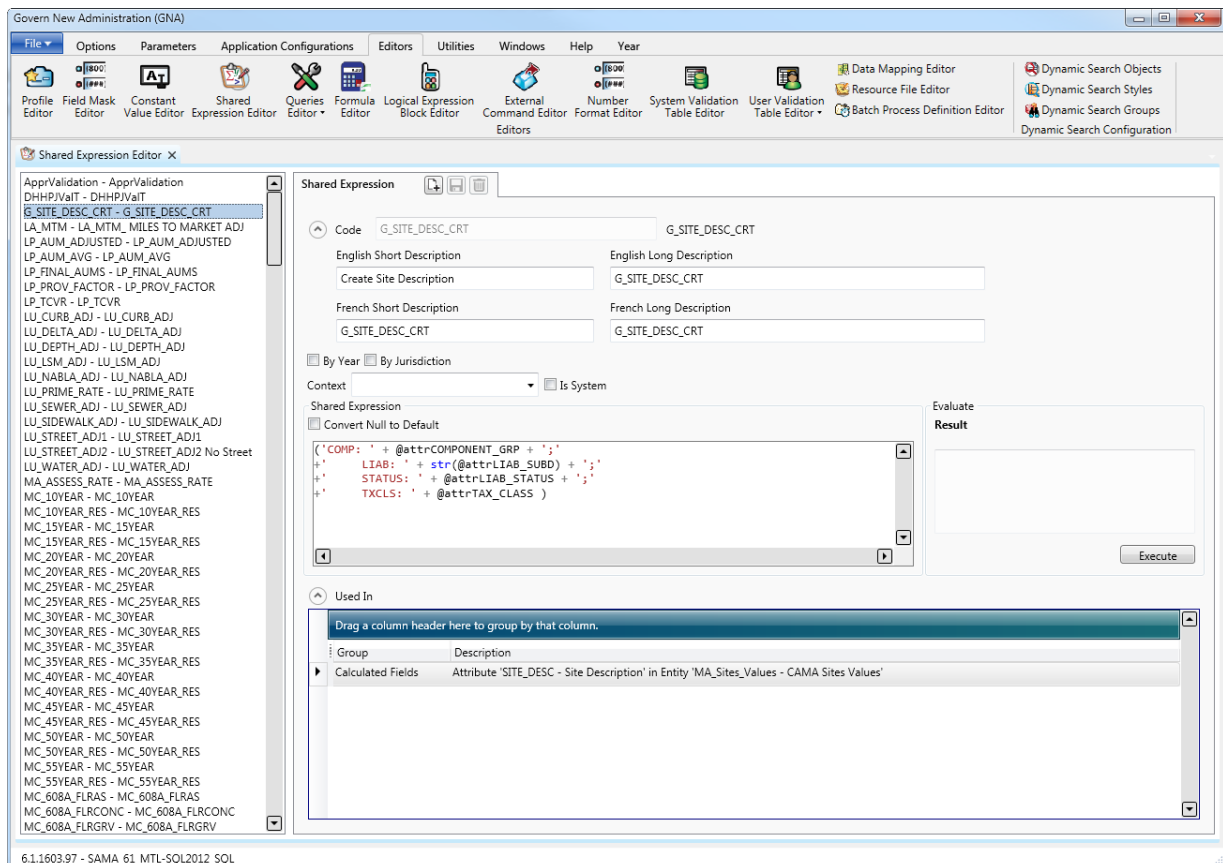 Govern New Administration (GNA)
File Options Parameters Application Configurations Editors Utilities Windows Help Year
Profile Editor
Field Mask Editor
Constant Value Editor
Shared Expression Editor
Queries Editor
Formula Editor
Logical Expression Block Editor
External Command Editor
Number Format Editor
System Validation Table Editor
User Validation Table Editor
Data Mapping Editor
Resource File Editor
Batch Process Definition Editor
Editors
Dynamic Search Objects
Dynamic Search Styles
Dynamic Search Groups
Dynamic Search Configuration
Shared Expression Editor X
ApprValidation - ApprValidation
DHHPJValT - DHHPJValT
G_SITE_DESC_CRT - G_SITE_DESC_CRT
LA_MTM - LA_MTM_ MILES TO MARKET ADJ
LP_AUM_ADJUSTED - LP_AUM_ADJUSTED
LP_AUM_AVG - LP_AUM_AVG
LP_FINAL_AUMS - LP_FINAL_AUMS
LP_PROV_FACTOR - LP_PROV_FACTOR
LP_TCVR - LP_TCVR
LU_CURB_ADJ - LU_CURB_ADJ
LU_DELTA_ADJ - LU_DELTA_ADJ
LU_DEPTH_ADJ - LU_DEPTH_ADJ
LU_LSM_ADJ - LU_LSM_ADJ
LU_NABLA_ADJ - LU_NABLA_ADJ
LU_PRIME_RATE - LU_PRIME_RATE
LU_SEWER_ADJ - LU_SEWER_ADJ
LU_SIDEWALK_ADJ - LU_SIDEWALK_ADJ
LU_STREET_ADJ1 - LU_STREET_ADJ1
LU_STREET_ADJ2 - LU_STREET_ADJ2 No Street
LU_WATER_ADJ - LU_WATER_ADJ
MA_ASSESS_RATE - MA_ASSESS_RATE
MC_10YEAR - MC_10YEAR
MC_10YEAR_RES - MC_10YEAR_RES
MC_15YEAR - MC_15YEAR
MC_15YEAR_RES - MC_15YEAR_RES
MC_20YEAR - MC_20YEAR
MC_20YEAR_RES - MC_20YEAR_RES
MC_25YEAR - MC_25YEAR
MC_25YEAR_RES - MC_25YEAR_RES
MC_30YEAR - MC_30YEAR
MC_30YEAR_RES - MC_30YEAR_RES
MC_35YEAR - MC_35YEAR
MC_35YEAR_RES - MC_35YEAR_RES
MC_40YEAR - MC_40YEAR
MC_40YEAR_RES - MC_40YEAR_RES
MC_45YEAR - MC_45YEAR
MC_45YEAR_RES - MC_45YEAR_RES
MC_50YEAR - MC_50YEAR
MC_50YEAR_RES - MC_50YEAR_RES
MC_55YEAR - MC_55YEAR
MC_55YEAR_RES - MC_55YEAR_RES
MC_608A_FLRAS - MC_608A_FLRAS
MC_608A_FLRCONC - MC_608A_FLRCONC
MC_608A_FLRGRV - MC_608A_FLRGRV
Shared Expression
Code G_SITE_DESC_CRT G_SITE_DESC_CRT
English Short Description English Long Description
Create Site Description G_SITE_DESC_CRT
French Short Description French Long Description
G_SITE_DESC_CRT G_SITE_DESC_CRT
By Year By Jurisdiction
Context Is System
Shared Expression
Convert Null to Default
('COMP: ' + @attrCOMPONENT_GRP + ';'
+'     LIAB: ' + str(@attrLIAB_SUBD) + ';'
+'     STATUS: ' + @attrLIAB_STATUS + ';'
+'     TXCLS: ' + @attrTAX_CLASS )
Evaluate
Result
Execute
Used In
Drag a column header here to group by that column.
Group Description
Calculated Fields Attribute 'SITE_DESC - Site Description' in Entity 'MA_Sites_Values - CAMA Sites Values'
6.1.1603.97 - SAMA_61_MTL-SQL2012_SQL